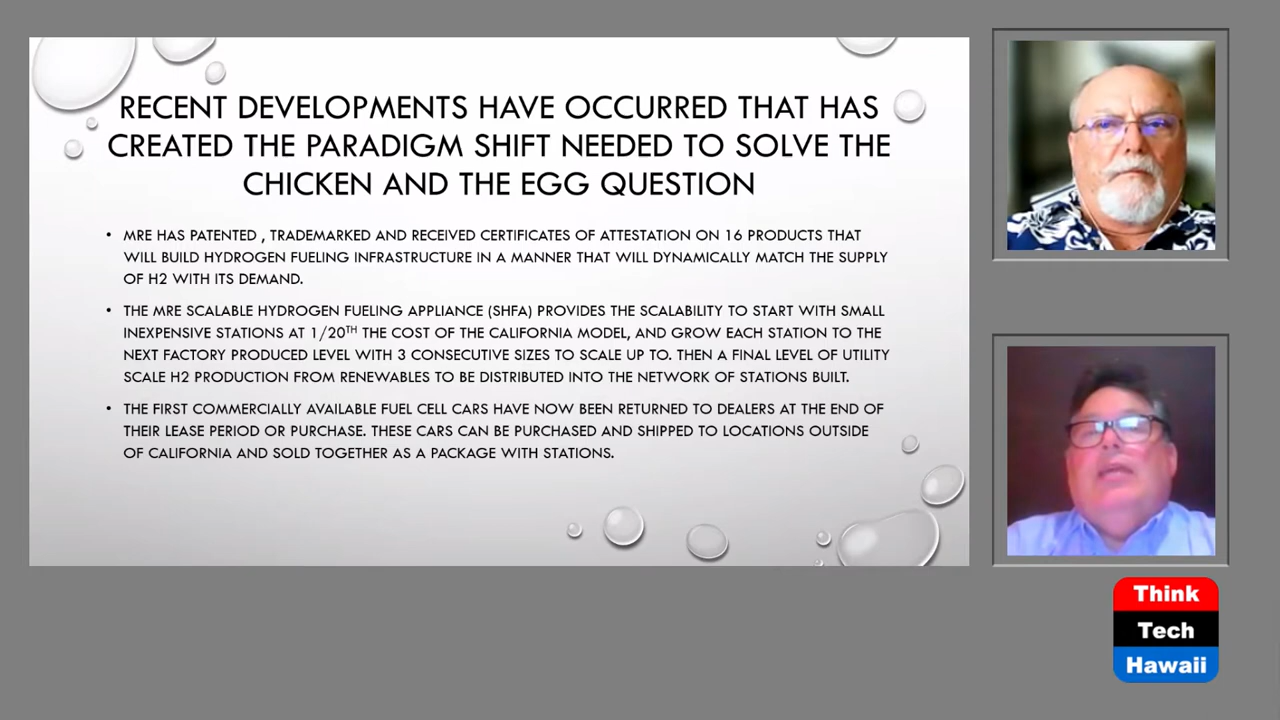 RECENT DEVELOPMENTS HAVE OCCURRED THAT HAS
CREATED THE PARADIGM SHIFT NEEDED TO SOLVE THE
CHICKEN AND THE EGG QUESTION
• MRE HAS PATENTED , TRADEMARKED AND RECEIVED CERTIFICATES OF ATTESTATION ON 16 PRODUCTS THAT
WILL BUILD HYDROGEN FUELING INFRASTRUCTURE IN A MANNER THAT WILL DYNAMICALLY MATCH THE SUPPLY
OF H2 WITH ITS DEMAND.
• THE MRE SCALABLE HYDROGEN FUELING APPLIANCE (SHFA) PROVIDES THE SCALABILITY TO START WITH SMALL
INEXPENSIVE STATIONS AT 1/20TH THE COST OF THE CALIFORNIA MODEL, AND GROW EACH STATION TO THE
NEXT FACTORY PRODUCED LEVEL WITH 3 CONSECUTIVE SIZES TO SCALE UP TO. THEN A FINAL LEVEL OF UTILITY
SCALE H2 PRODUCTION FROM RENEWABLES TO BE DISTRIBUTED INTO THE NETWORK OF STATIONS BUILT.
• THE FIRST COMMERCIALLY AVAILABLE FUEL CELL CARS HAVE NOW BEEN RETURNED TO DEALERS AT THE END OF
THEIR LEASE PERIOD OR PURCHASE. THESE CARS CAN BE PURCHASED AND SHIPPED TO LOCATIONS OUTSIDE
OF CALIFORNIA AND SOLD TOGETHER AS A PACKAGE WITH STATIONS.
Think
Tech
Hawaii